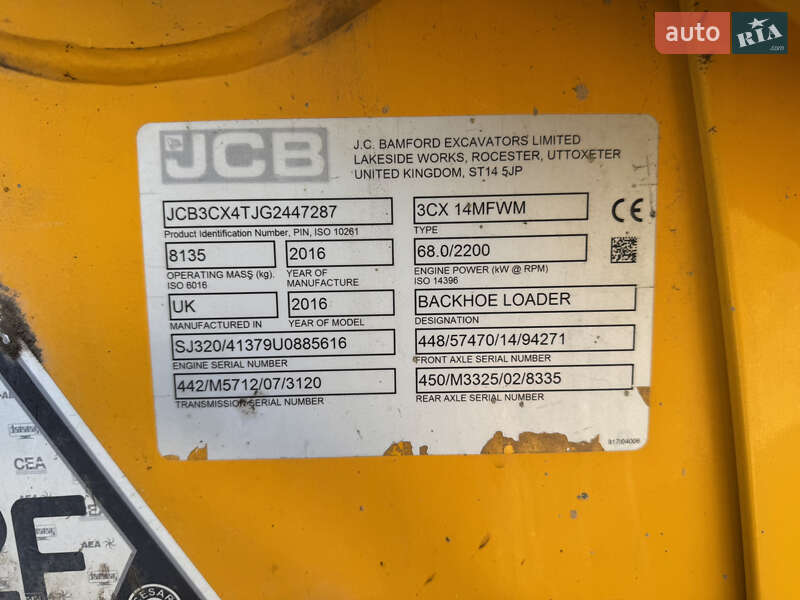 auto RIA.com
JCB
J.C. BAMFORD EXCAVATORS LIMITED
LAKESIDE WORKS, ROCESTER, UTTOXETER
UNITED KINGDOM, ST14 5JP
JCB3CX4TJG2447287
Product Identification Number, PIN, ISO 10261
3CX 14MFWM
TYPE
CE
8135
OPERATING MASS (kg).
ISO 6016
2016
YEAR OF
MANUFACTURE
68.0/2200
ENGINE POWER (kW @ RPM)
ISO 14396
UK
MANUFACTURED IN
2016
YEAR OF MODEL
BACKHOE LOADER
DESIGNATION
SJ320/41379U0885616
ENGINE SERIAL NUMBER
448/57470/14/94271
FRONT AXLE SERIAL NUMBER
442/M5712/07/3120
TRANSMISSION SERIAL NUMBER
450/M3325/02/8335
REAR AXLE SERIAL NUMBER
CEA
AEA